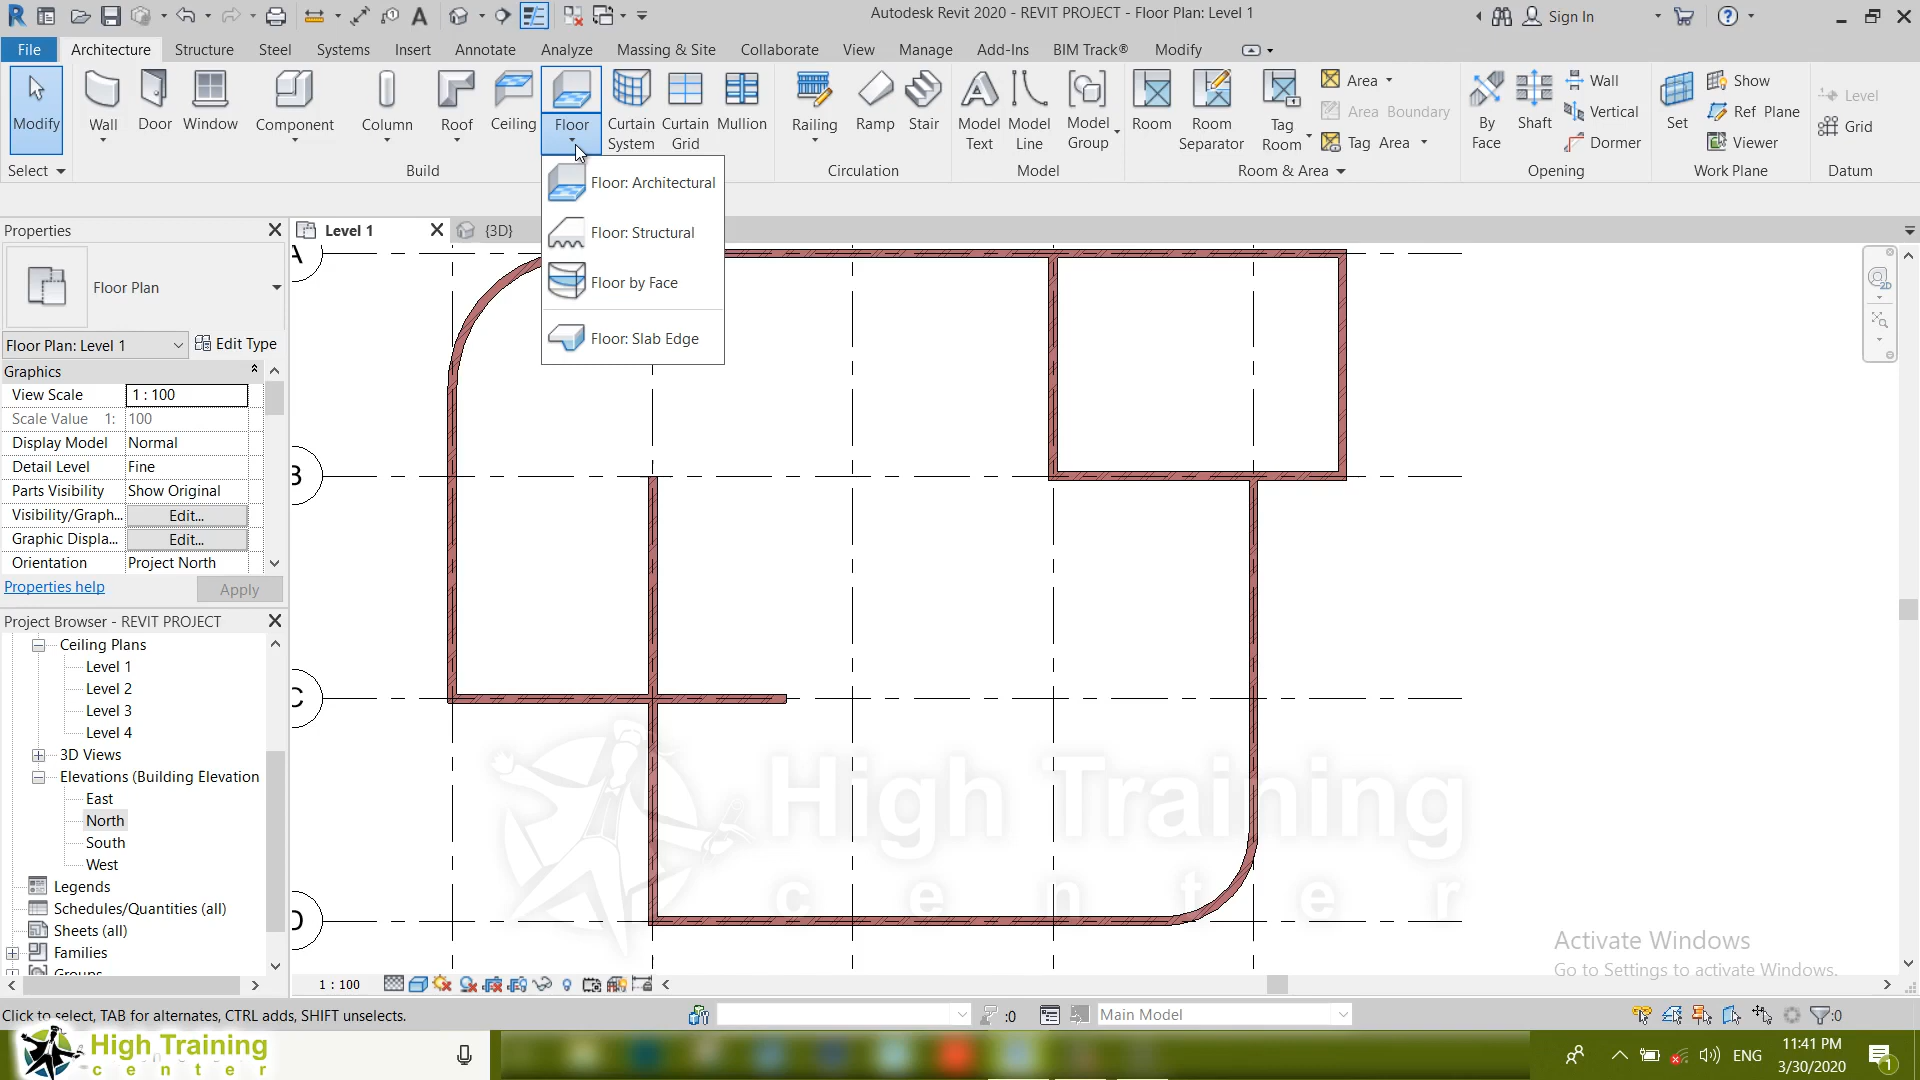 Autodesk Revit 2020 - REVIT PROJECT - Floor Plan: Level 1
Sign In
File Architecture Structure Steel Systems Insert Annotate Analyze Massing & Site Collaborate View Manage Add-Ins BIM Track® Modify
Modify
Wall
Door
Window
Component
Column
Roof
Ceiling
Floor
Curtain
System
Curtain
Grid
Mullion
Railing
Ramp
Stair
Model
Text
Model
Line
Model
Group
Room
Room
Separator
Tag
Room
Area
Area Boundary
Tag Area
By
Face
Shaft
Wall
Vertical
Dormer
Set
Show
Ref Plane
Viewer
Level
Grid
Select
Build
Circulation
Model
Room & Area
Opening
Work Plane
Datum
Floor: Architectural
Floor: Structural
Floor by Face
Floor: Slab Edge
Properties
Level 1
{3D}
Floor Plan
Floor Plan: Level 1
Edit Type
Graphics
View Scale 1 : 100
Scale Value 1: 100
Display Model Normal
Detail Level Fine
Parts Visibility Show Original
Visibility/Graph... Edit...
Graphic Displa... Edit...
Orientation Project North
Properties help
Apply
Project Browser - REVIT PROJECT
Ceiling Plans
Level 1
Level 2
Level 3
Level 4
3D Views
Elevations (Building Elevation
East
North
South
West
Legends
Schedules/Quantities (all)
Sheets (all)
Families
Groups
A
B
C
D
2D
High Training
center
Activate Windows
Go to Settings to activate Windows.
1 : 100
Click to select, TAB for alternates, CTRL adds, SHIFT unselects.
:0
Main Model
:0
High Training
center
ENG
11:41 PM
3/30/2020
1